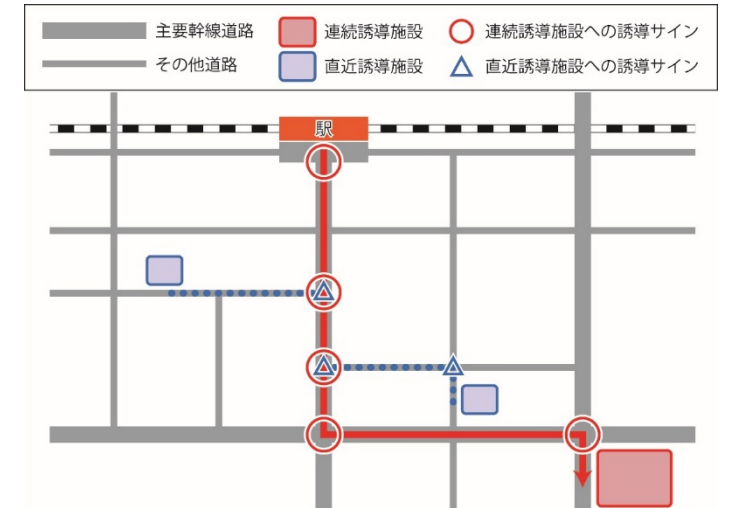 主要幹線道路
連続誘導施設
連続誘導施設への誘導サイン
その他道路
直近誘導施設
直近誘導施設への誘導サイン
駅